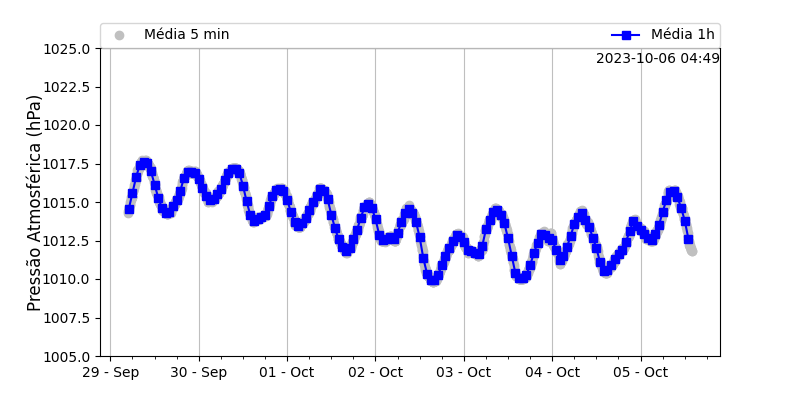 Média 5 min
Média 1h
2023-10-06 04:49
Pressão Atmosférica (hPa)
1025.0
1022.5
1020.0
1017.5
1015.0
1012.5
1010.0
1007.5
1005.0
29 - Sep
30 - Sep
01 - Oct
02 - Oct
03 - Oct
04 - Oct
05 - Oct